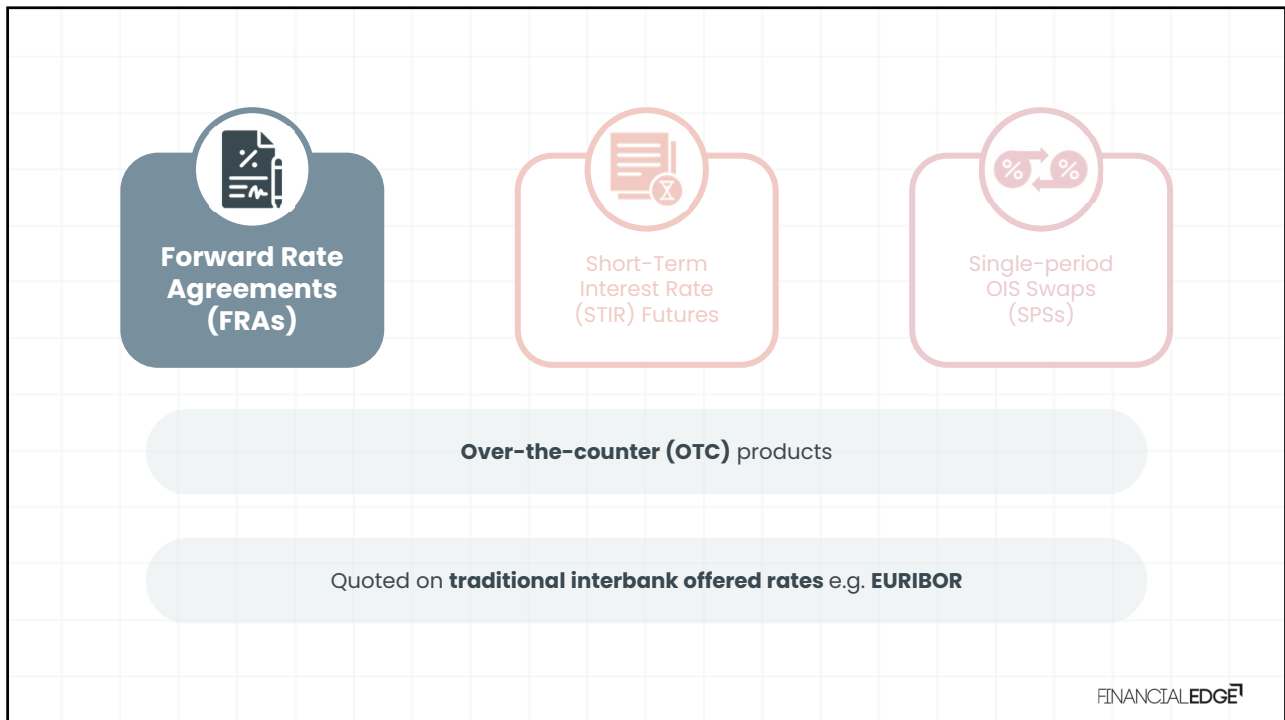 Forward Rate
Agreements
(FRAs)
Short-Term
Interest Rate
(STIR) Futures
Single-period
OIS Swaps
(SPSs)
Over-the-counter (OTC) products
Quoted on traditional interbank offered rates e.g. EURIBOR
FINANCIALEDGE